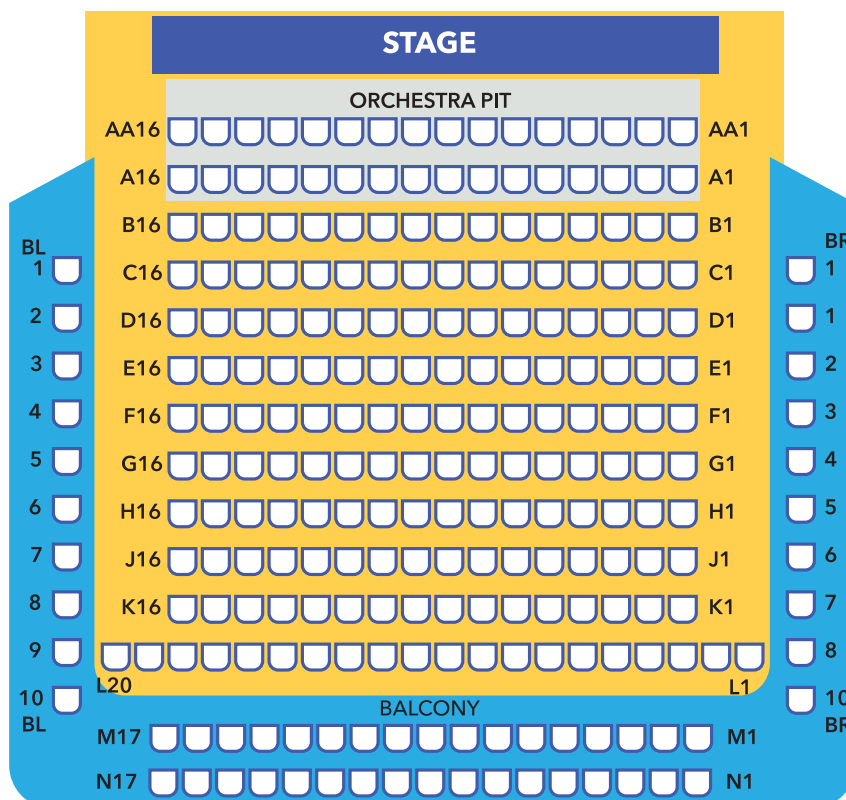 STAGE
ORCHESTRA PIT
AA16 AA1
A16 A1
B16 B1
BL BR
1 C16 C1 1
2 D16 D1 1
3 E16 E1 2
4 F16 F1 3
5 G16 G1 4
6 H16 H1 5
7 J16 J1 6
8 K16 K1 7
9 8
L20 L1
10 10
BL BR
BALCONY
M17 M1
N17 N1